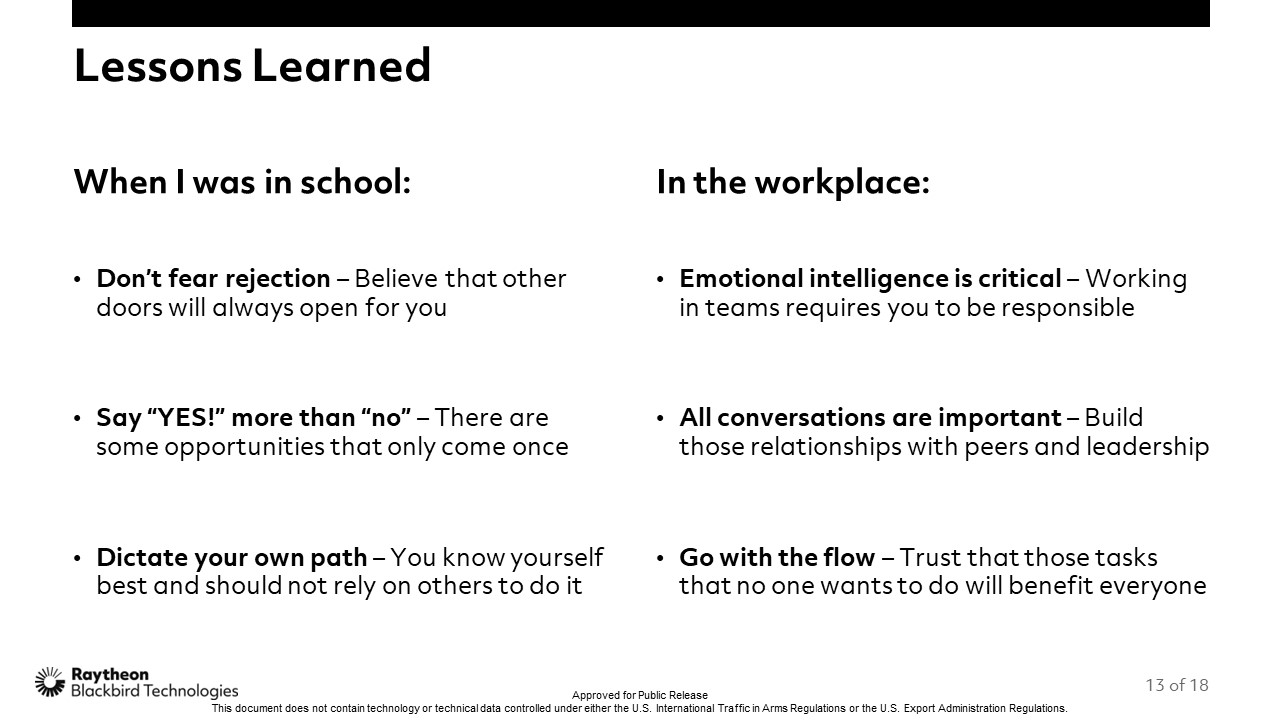 Lessons Learned
When I was in school:
• Don’t fear rejection – Believe that other
doors will always open for you
• Say “YES!” more than “no” – There are
some opportunities that only come once
• Dictate your own path – You know yourself
best and should not rely on others to do it
In the workplace:
• Emotional intelligence is critical – Working
in teams requires you to be responsible
• All conversations are important – Build
those relationships with peers and leadership
• Go with the flow – Trust that those tasks
that no one wants to do will benefit everyone
Raytheon
Blackbird Technologies
Approved for Public Release
This document does not contain technology or technical data controlled under either the U.S. International Traffic in Arms Regulations or the U.S. Export Administration Regulations.
13 of 18